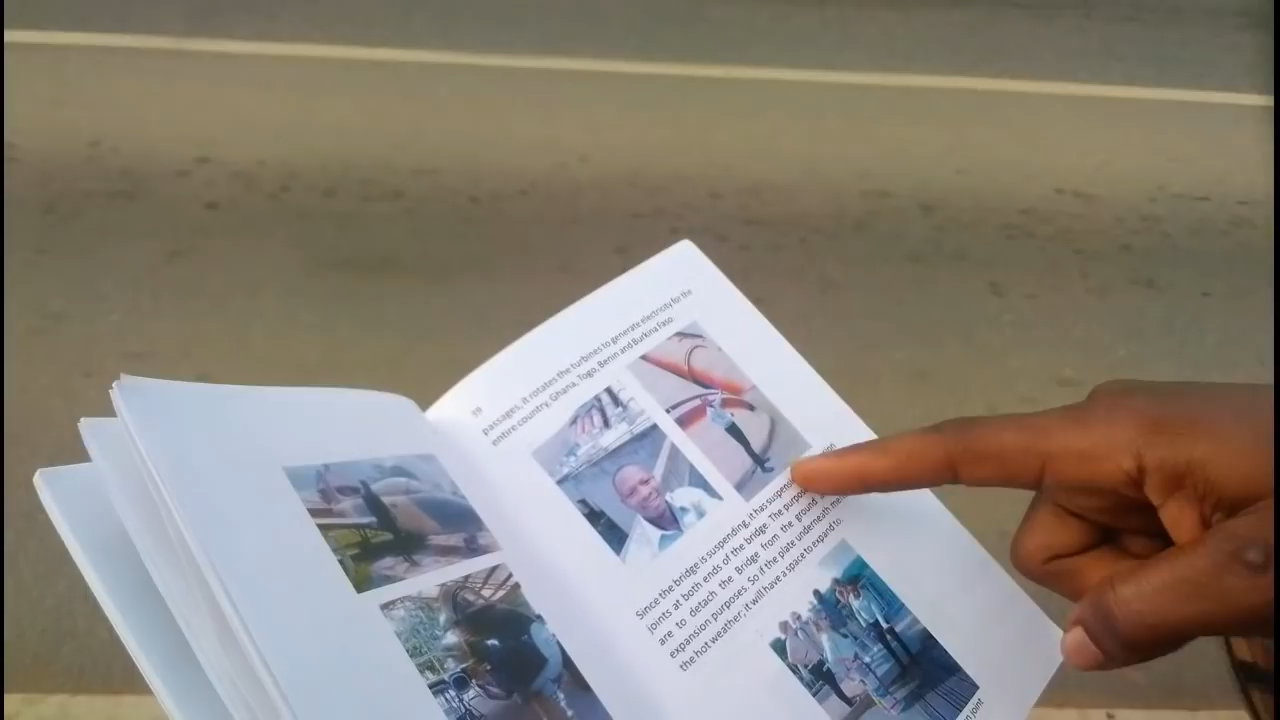 19
passages, it rotates the turbines to generate electricity for the
entire country, Ghana, Togo, Benin and Burkina Faso.
Since the bridge is suspending, it has
joints at both ends of the bridge. The
are to detach the Bridge from the ground
expansion purposes. So if the plate underneath
the hot weather, it will have a space to expand to.
joint